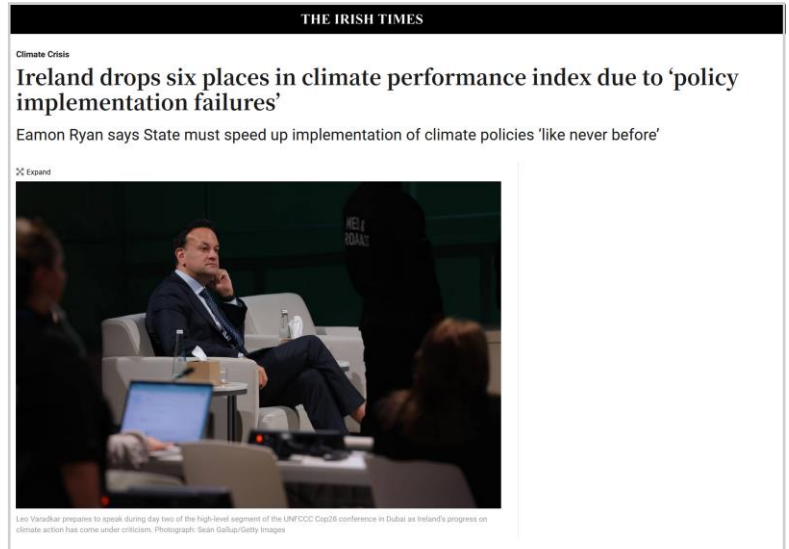 THE IRISH TIMES
Climate Crisis
Ireland drops six places in climate performance index due to ‘policy
implementation failures’
Eamon Ryan says State must speed up implementation of climate policies ‘like never before’
Expand
Leo Varadkar prepares to speak during day two of the high-level segment of the UNFCCC Cop28 conference in Dubai as Ireland's progress on
climate action has come under criticism. Photograph: Sean Gallup/Getty Images